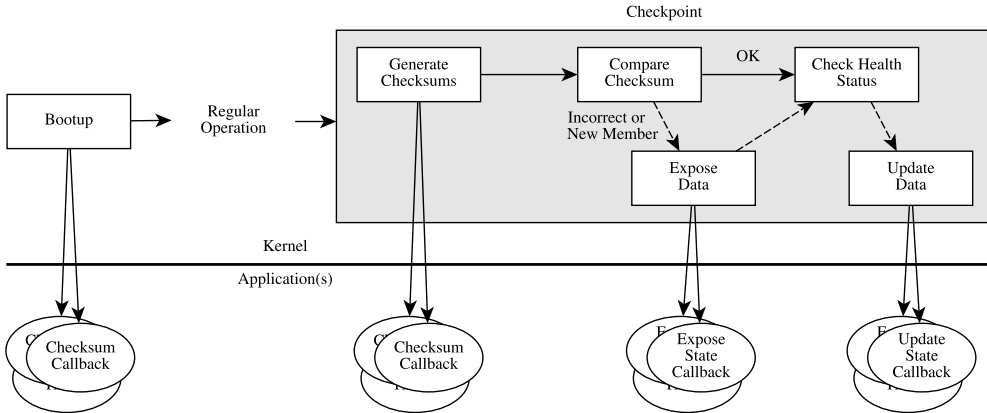 Checkpoint
Generate
Checksums
Compare
Checksum
OK
Check Health
Status
Bootup
Regular
Operation
Incorrect or
New Member
Expose
Data
Update
Data
Kernel
Application(s)
Checksum
Callback
Checksum
Callback
Expose
State
Callback
Update
State
Callback